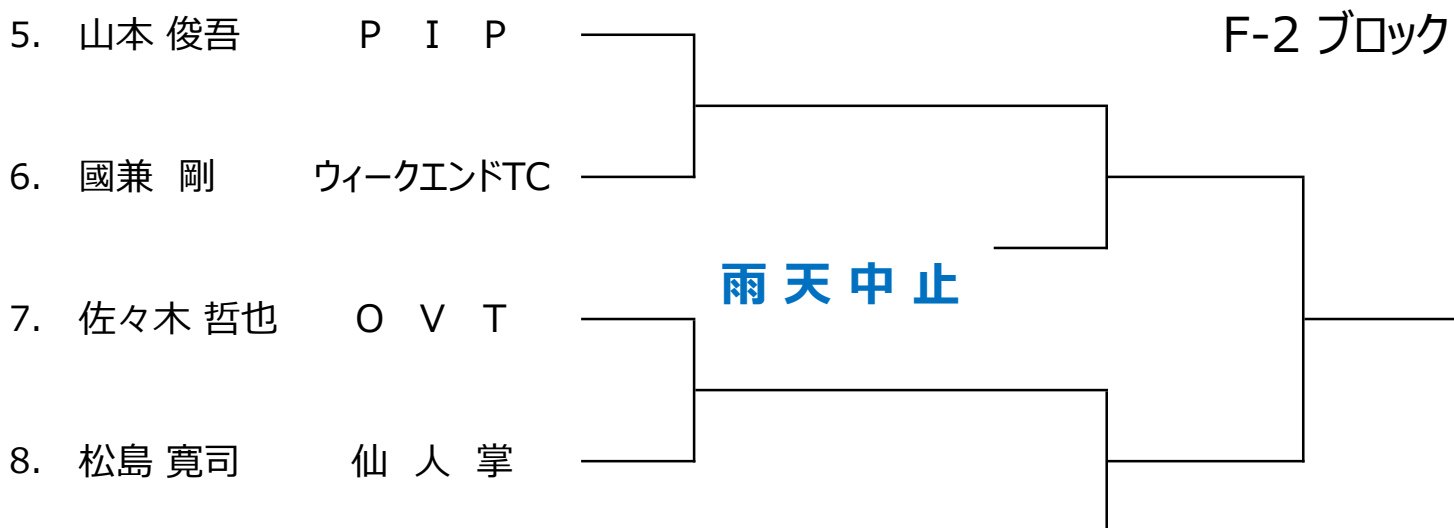 F-2 ブロック
5. 山本 俊吾 P I P
6. 國兼 剛 ウィークエンドTC
雨 天 中 止
7. 佐々木 哲也 O V T
8. 松島 寛司 仙 人 掌